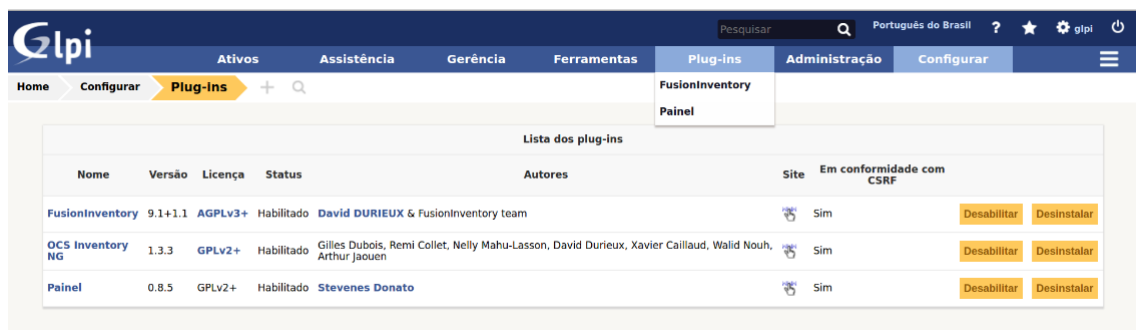 Glpi
Pesquisar
Português do Brasil ? glpi
Ativos Assistência Gerência Ferramentas Plug-ins Administração Configurar
Home Configurar Plug-ins +
FusionInventory
Painel
Lista dos plug-ins
Nome Versão Licença Status Autores Site Em conformidade com CSRF
FusionInventory 9.1+1.1 AGPLv3+ Habilitado David DURIEUX & FusionInventory team Sim Desabilitar Desinstalar
OCS Inventory NG 1.3.3 GPLv2+ Habilitado Gilles Dubois, Remi Collet, Nelly Mahu-Lasson, David Durieux, Xavier Caillaud, Walid Nouh, Arthur Jaouen Sim Desabilitar Desinstalar
Painel 0.8.5 GPLv2+ Habilitado Stevenes Donato Sim Desabilitar Desinstalar